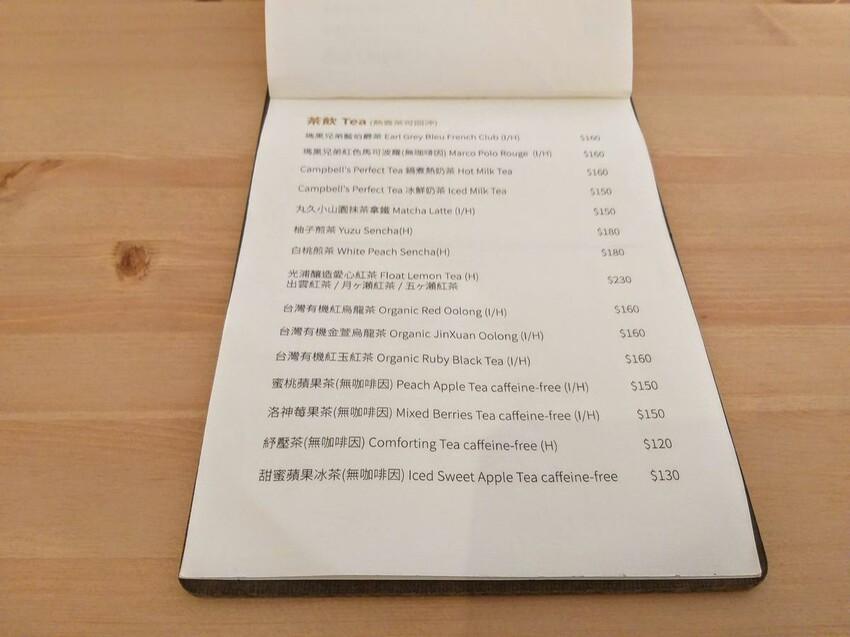 茶飲 Tea (熱壺茶可回沖)
瑪黑兄弟藍伯爵茶 Earl Grey Bleu French Club (I/H) $160
瑪黑兄弟紅色馬可波羅(無咖啡因) Marco Polo Rouge (I/H) $160
Campbell's Perfect Tea 鍋煮熱奶茶 Hot Milk Tea $160
Campbell's Perfect Tea 冰鮮奶茶 Iced Milk Tea $150
丸久小山園抹茶拿鐵 Matcha Latte (I/H) $150
柚子煎茶 Yuzu Sencha(H) $180
白桃煎茶 White Peach Sencha(H) $180
光浦釀造愛心紅茶 Float Lemon Tea (H) $230
出雲紅茶 / 月ヶ瀨紅茶 / 五ヶ瀨紅茶
台灣有機紅烏龍茶 Organic Red Oolong (I/H) $160
台灣有機金萱烏龍茶 Organic JinXuan Oolong (I/H) $160
台灣有機紅玉紅茶 Organic Ruby Black Tea (I/H) $160
蜜桃蘋果茶(無咖啡因) Peach Apple Tea caffeine-free (I/H) $150
洛神莓果茶(無咖啡因) Mixed Berries Tea caffeine-free (I/H) $150
紓壓茶(無咖啡因) Comforting Tea caffeine-free (H) $120
甜蜜蘋果冰茶(無咖啡因) Iced Sweet Apple Tea caffeine-free $130